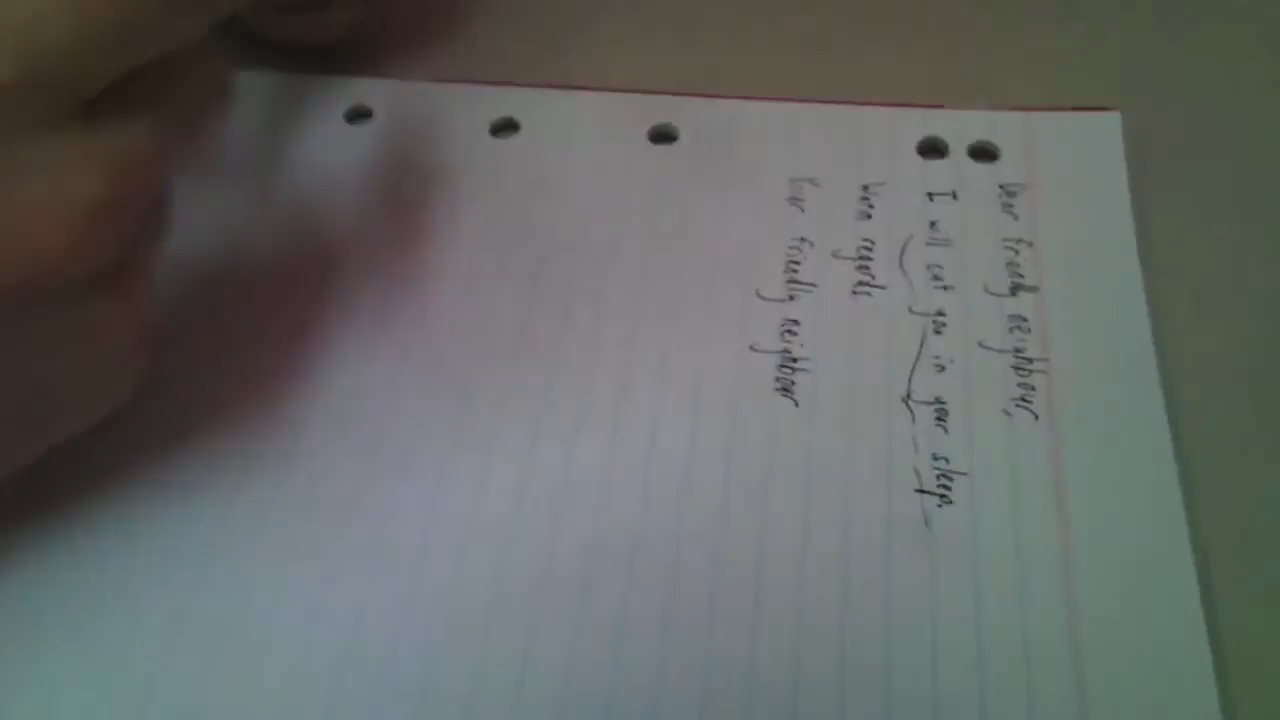 Dear friendly neighbour,
I will eat you in your sleep.
Warm regards
Your friendly neighbour